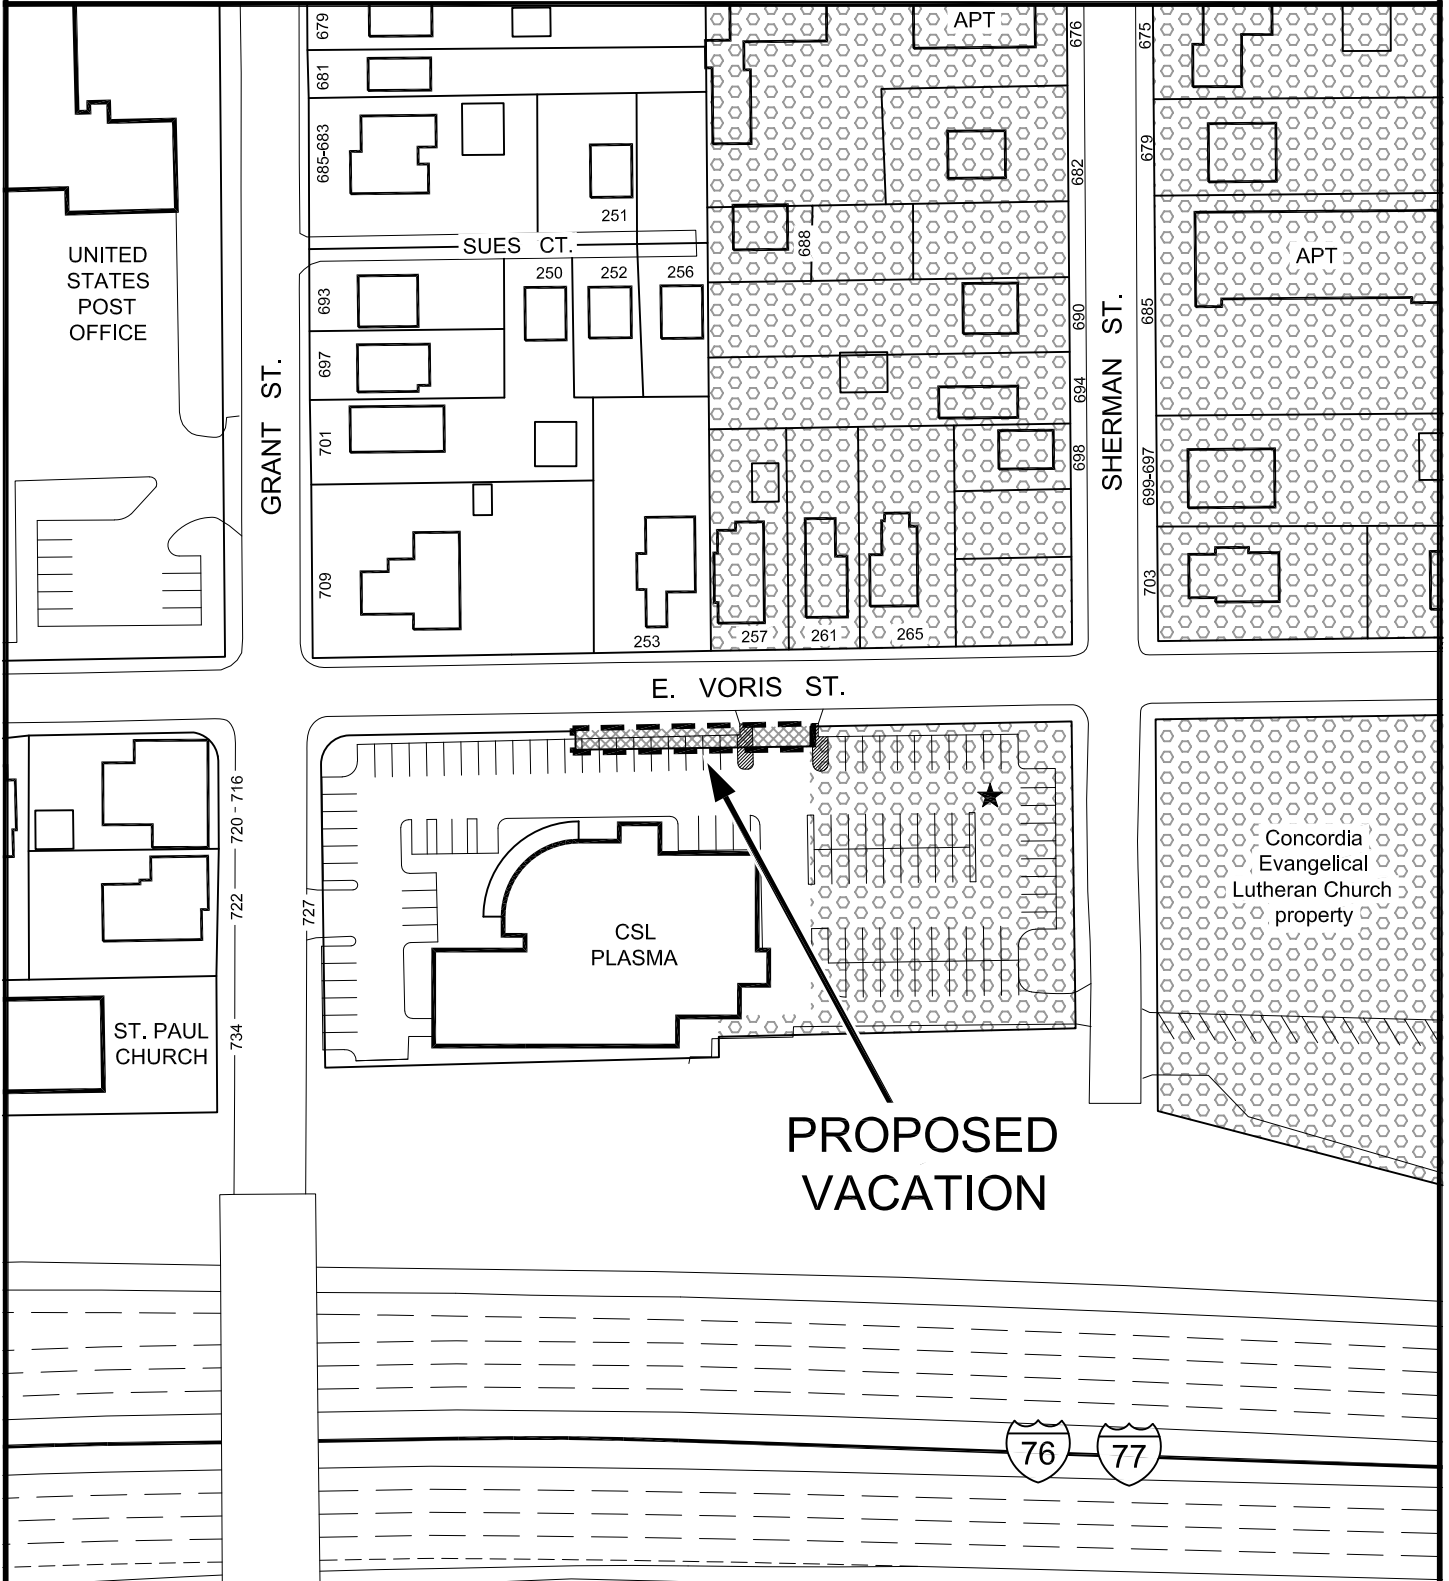 679
681
685-683
251
SUES CT.
250
252
256
693
697
701
709
253
UNITED
STATES
POST
OFFICE
GRANT ST.
APT
676
682
688
690
694
698
257
261
265
SHERMAN ST.
675
679
APT
685
699-697
703
E. VORIS ST.
720 - 716
722
734
727
ST. PAUL
CHURCH
CSL
PLASMA
Concordia
Evangelical
Lutheran Church
property
PROPOSED
VACATION
76
77